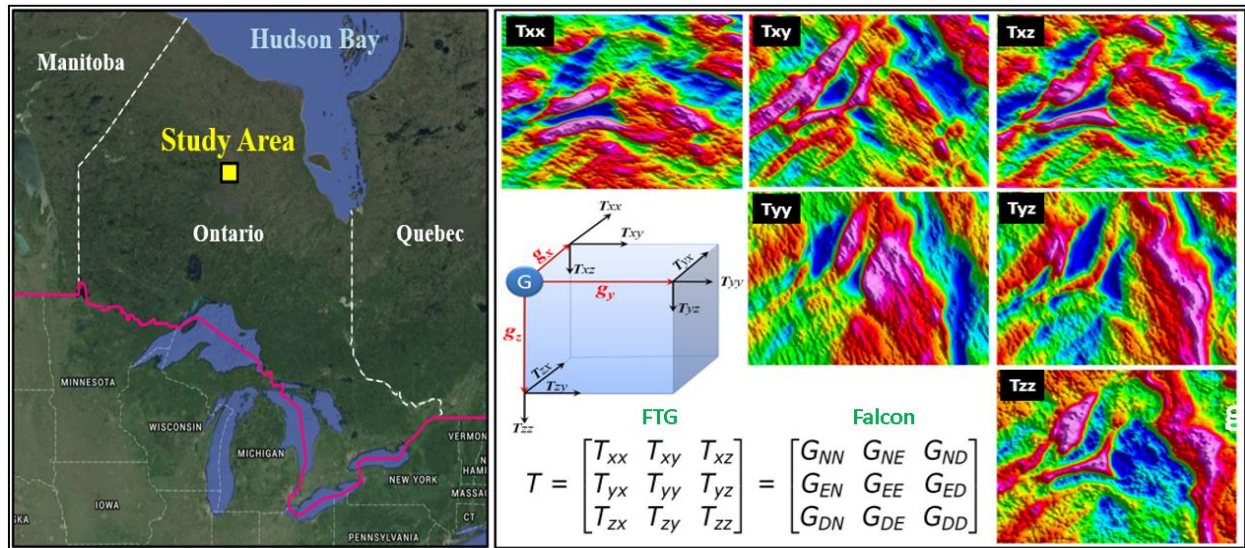 Hudson Bay
Manitoba
Study Area
Ontario
Quebec
MINNESOTA
WISCONSIN
MICHIGAN
IOWA
NEW YORK
VERMON
HAMI
MASSA
CT
PENNSYLVANIA
SKA
Txx
Txy
Txz
Tyy
Tyz
Tzz
Txx
Txy
gx
Txz
G
gy
Tyx
Tyy
Tyz
gz
Tzx
Tzy
Tzz
FTG Falcon
T = [Txx Txy Txz] = [GNN GNE GND]
[Tyx Tyy Tyz] [GEN GEE GED]
[Tzx Tzy Tzz] [GDN GDE GDD]